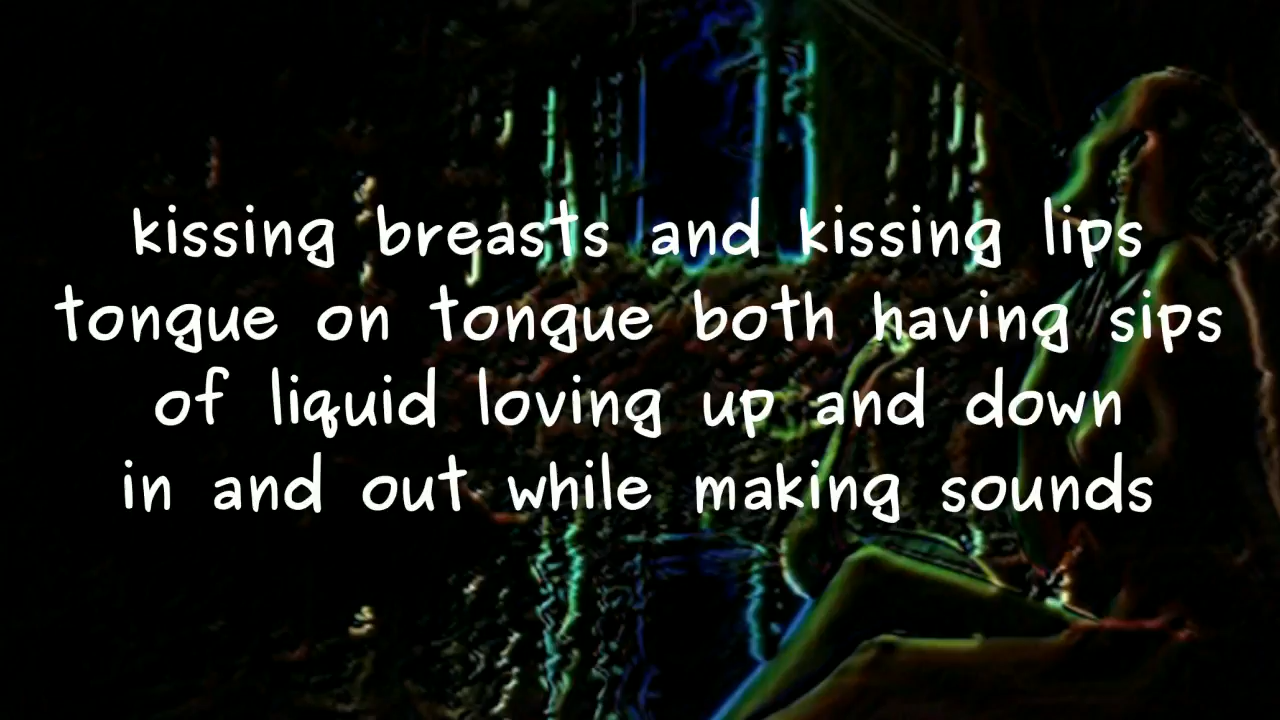 kissing breasts and kissing lips
tongue on tongue both having sips
of liquid loving up and down
in and out while making sounds